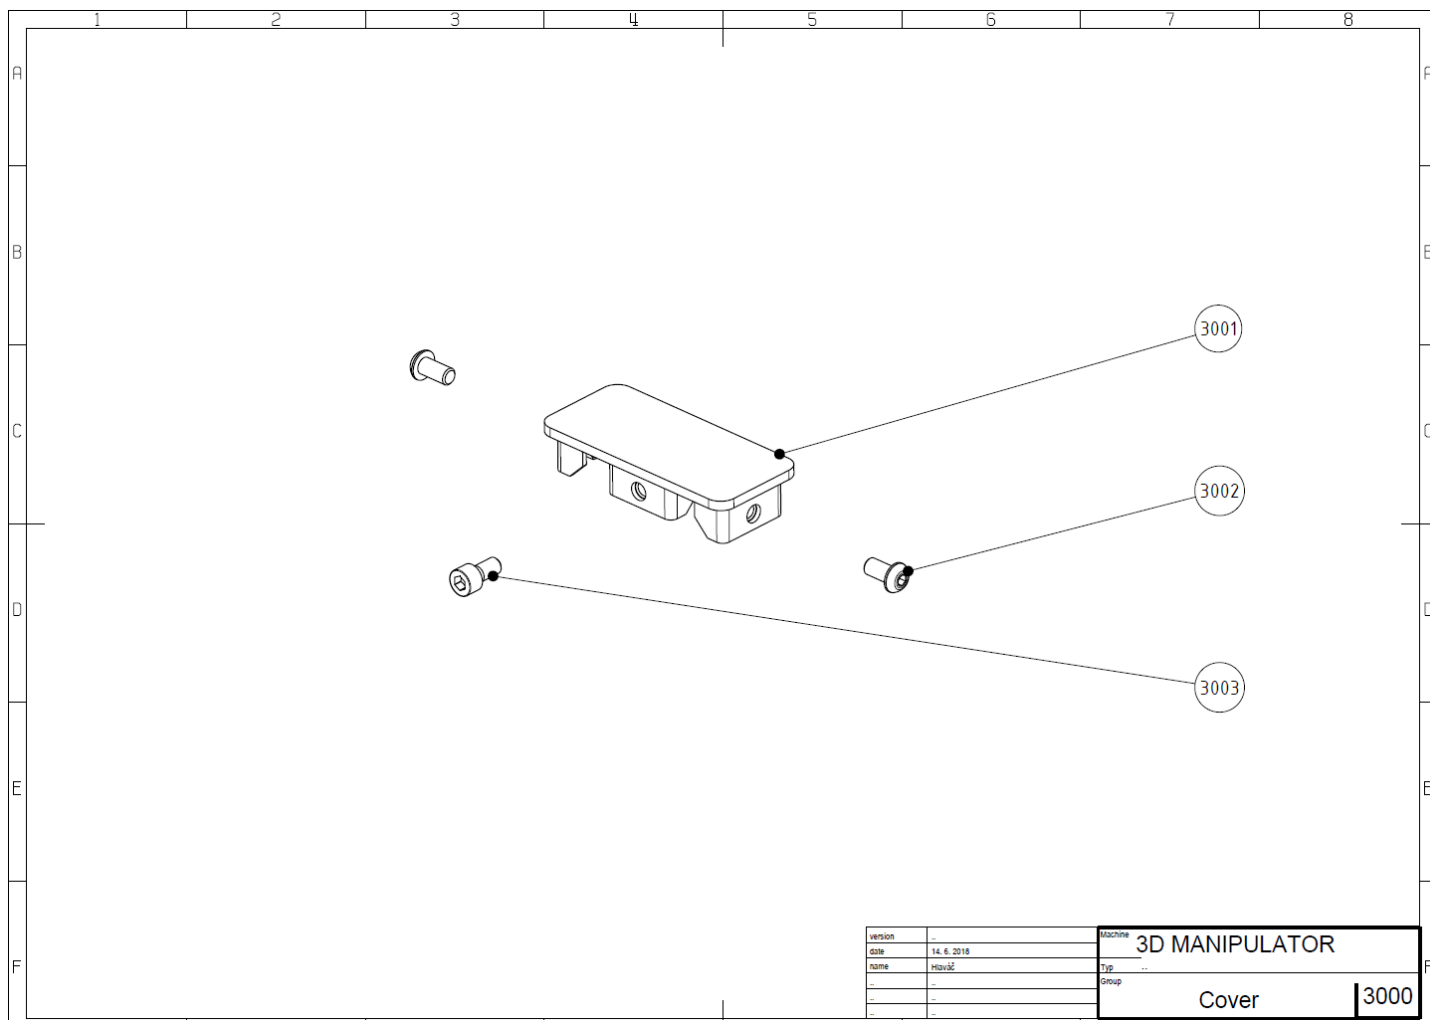 1 2 3 4 5 6 7 8
A A
B B
C C
D D
E E
F F
3001
3002
3003
version ..
date 14. 6. 2018
name Hlaváč
.. ..
.. ..
.. ..
Machine 3D MANIPULATOR
Typ ..
Group
Cover 3000